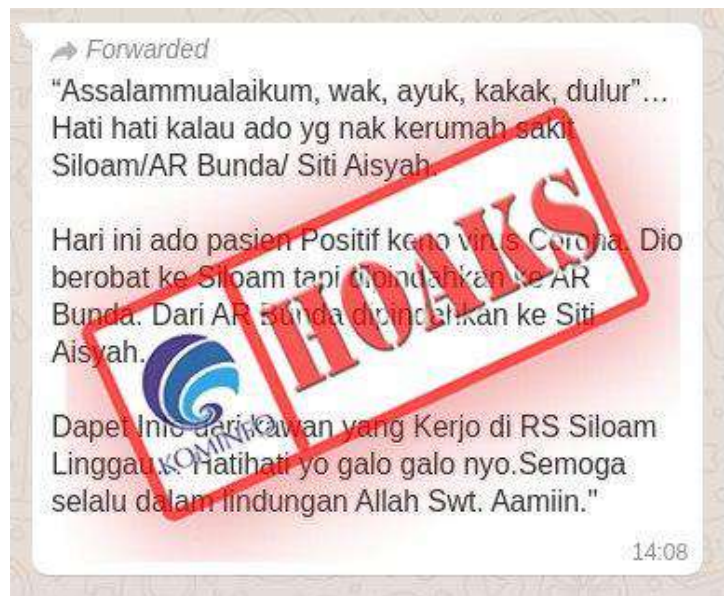 Forwarded
“Assalammualaikum, wak, ayuk, kakak, dulur”…
Hati hati kalau ado yg nak kerumah sakit
Siloam/AR Bunda/ Siti Aisyah.
Hari ini ado pasien Positif keno virus Corona. Dio
berobat ke Siloam tapi dipindahkan ke AR
Bunda. Dari AR Bunda dipindahkan ke Siti
Aisyah.
Dapet Info dari kawan yang Kerjo di RS Siloam
Linggau. Hatihati yo galo galo nyo.Semoga
selalu dalam lindungan Allah Swt. Aamiin."
14:08
HOAKS
KOMINFO